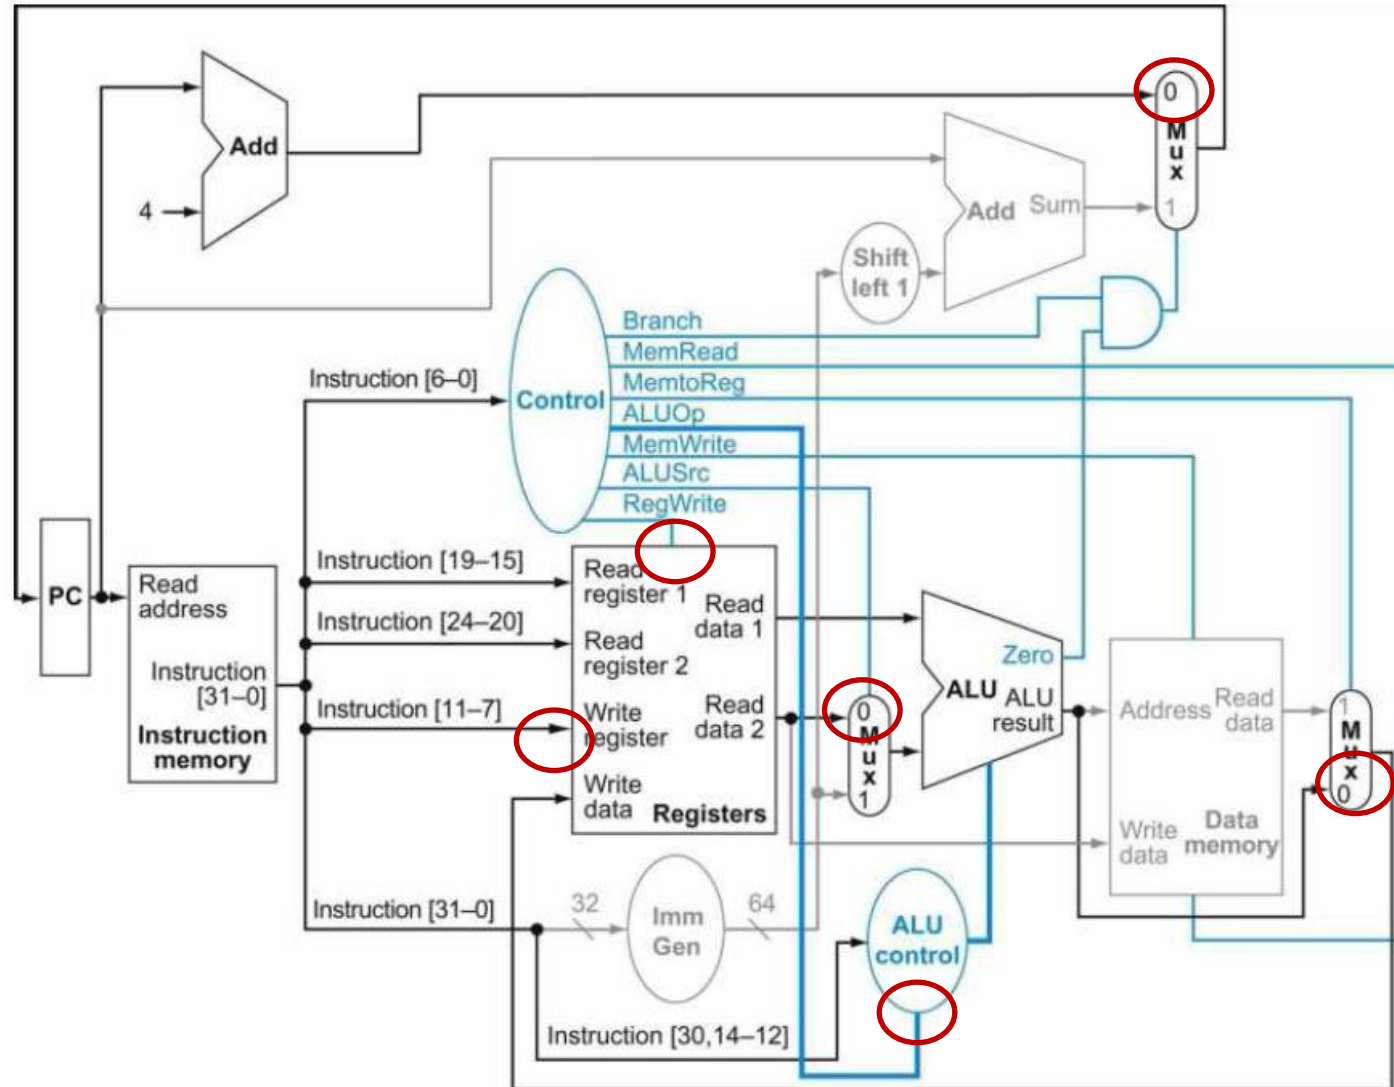 0
M
u
x
1
Add
4
Add Sum
Shift
left 1
Branch
MemRead
MemtoReg
ALUOp
MemWrite
ALUSrc
RegWrite
Control
Instruction [6–0]
Instruction [19–15]
Instruction [24–20]
Instruction [11–7]
Instruction [31–0]
PC
Read
address
Instruction
[31–0]
Instruction
memory
Read
register 1
Read
register 2
Write
register
Write
data
Read
data 1
Read
data 2
Registers
0
M
u
x
1
Zero
ALU
ALU
result
Address
Read
data
Write
data
Data
memory
1
M
u
x
0
32
Imm
Gen
64
ALU
control
Instruction [30,14–12]